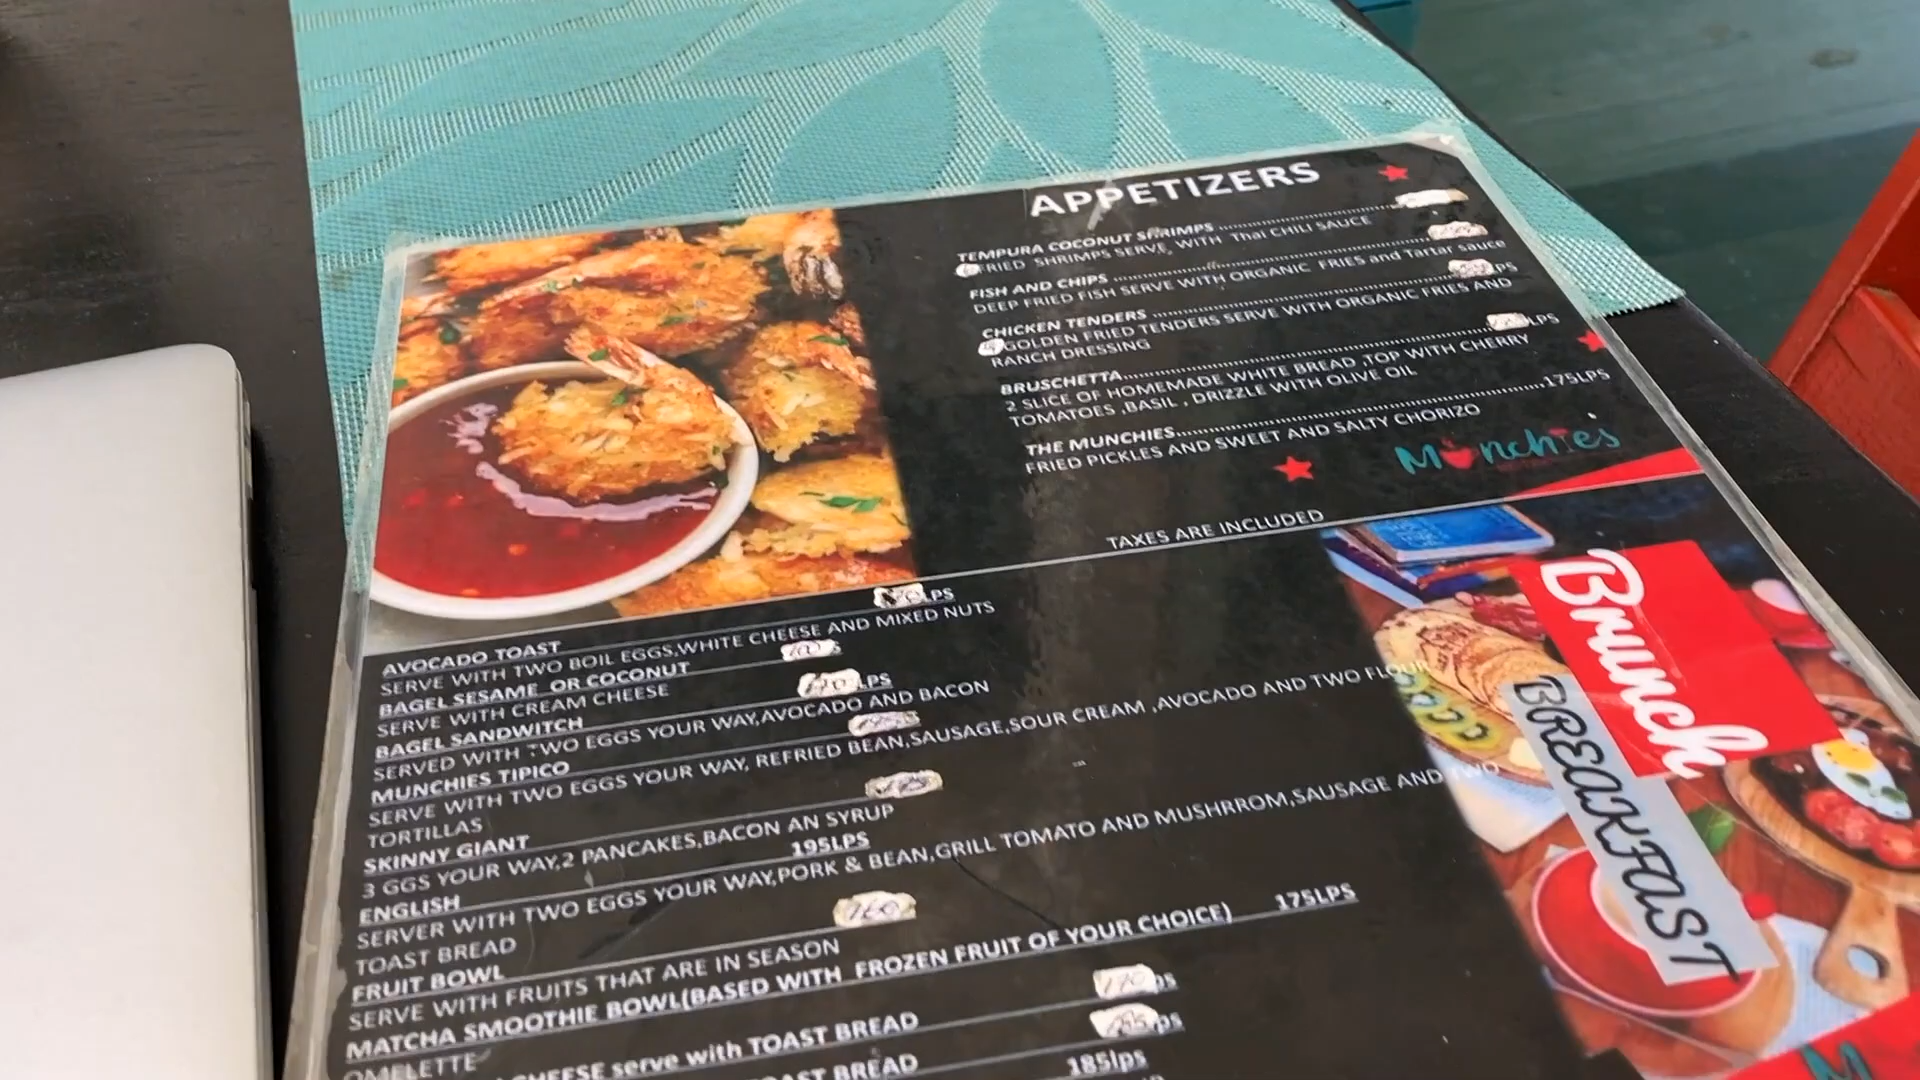 APPETIZERS
TEMPURA COCONUT SHRIMPS
FRIED SHRIMPS SERVE, WITH ThaI CHILI SAUCE
FISH AND CHIPS
DEEP FRIED FISH SERVE WITH ORGANIC FRIES and Tartar sauce
CHICKEN TENDERS
GOLDEN FRIED TENDERS SERVE WITH ORGANIC FRIES AND
RANCH DRESSING
BRUSCHETTA LPS
2 SLICE OF HOMEMADE WHITE BREAD ,TOP WITH CHERRY
TOMATOES ,BASIL , DRIZZLE WITH OLIVE OIL
THE MUNCHIES 175LPS
FRIED PICKLES AND SWEET AND SALTY CHORIZO
Munchies
TAXES ARE INCLUDED
Brunch
BREAKFAST
AVOCADO TOAST LPS
SERVE WITH TWO BOIL EGGS,WHITE CHEESE AND MIXED NUTS
BAGEL SESAME OR COCONUT
SERVE WITH CREAM CHEESE
BAGEL SANDWITCH LPS
SERVED WITH TWO EGGS YOUR WAY,AVOCADO AND BACON
MUNCHIES TIPICO
SERVE WITH TWO EGGS YOUR WAY, REFRIED BEAN,SAUSAGE,SOUR CREAM ,AVOCADO AND TWO FLOUR
TORTILLAS
SKINNY GIANT
3 GGS YOUR WAY,2 PANCAKES,BACON AN SYRUP
ENGLISH 195LPS
SERVER WITH TWO EGGS YOUR WAY,PORK & BEAN,GRILL TOMATO AND MUSHRROM,SAUSAGE AND TWO
TOAST BREAD
FRUIT BOWL 160
SERVE WITH FRUITS THAT ARE IN SEASON
MATCHA SMOOTHIE BOWL(BASED WITH FROZEN FRUIT OF YOUR CHOICE) 175LPS
OMELETTE
CHEESE serve with TOAST BREAD 170 ps
TOAST BREAD ps
185lps